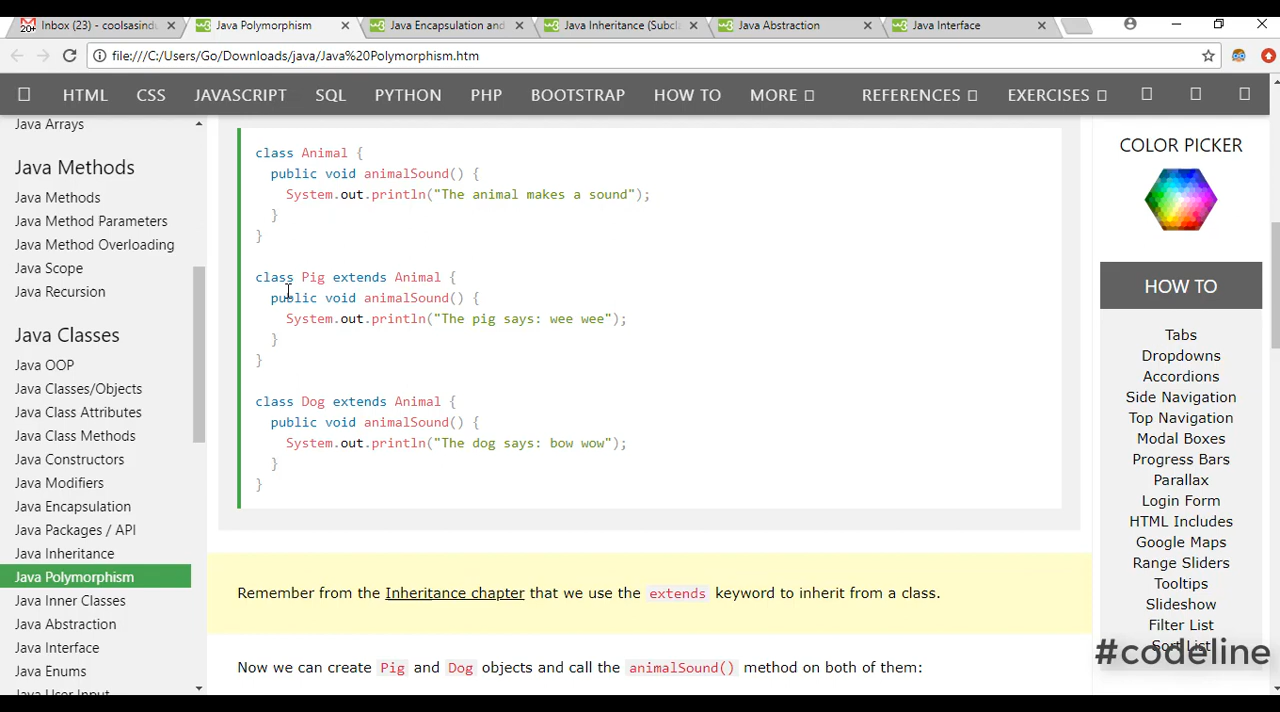 20+ Inbox (23) - coolsasindu
Java Polymorphism
Java Encapsulation and
Java Inheritance (Subcl
Java Abstraction
Java Interface
file:///C:/Users/Go/Downloads/java/Java%20Polymorphism.htm
HTML CSS JAVASCRIPT SQL PYTHON PHP BOOTSTRAP HOW TO MORE REFERENCES EXERCISES
Java Arrays
Java Methods
Java Methods
Java Method Parameters
Java Method Overloading
Java Scope
Java Recursion
Java Classes
Java OOP
Java Classes/Objects
Java Class Attributes
Java Class Methods
Java Constructors
Java Modifiers
Java Encapsulation
Java Packages / API
Java Inheritance
Java Polymorphism
Java Inner Classes
Java Abstraction
Java Interface
Java Enums
Java User Input
class Animal {
public void animalSound() {
System.out.println("The animal makes a sound");
}
}
class Pig extends Animal {
public void animalSound() {
System.out.println("The pig says: wee wee");
}
}
class Dog extends Animal {
public void animalSound() {
System.out.println("The dog says: bow wow");
}
}
Remember from the Inheritance chapter that we use the extends keyword to inherit from a class.
Now we can create Pig and Dog objects and call the animalSound() method on both of them:
COLOR PICKER
HOW TO
Tabs
Dropdowns
Accordions
Side Navigation
Top Navigation
Modal Boxes
Progress Bars
Parallax
Login Form
HTML Includes
Google Maps
Range Sliders
Tooltips
Slideshow
Filter List
Sort List
#codeline